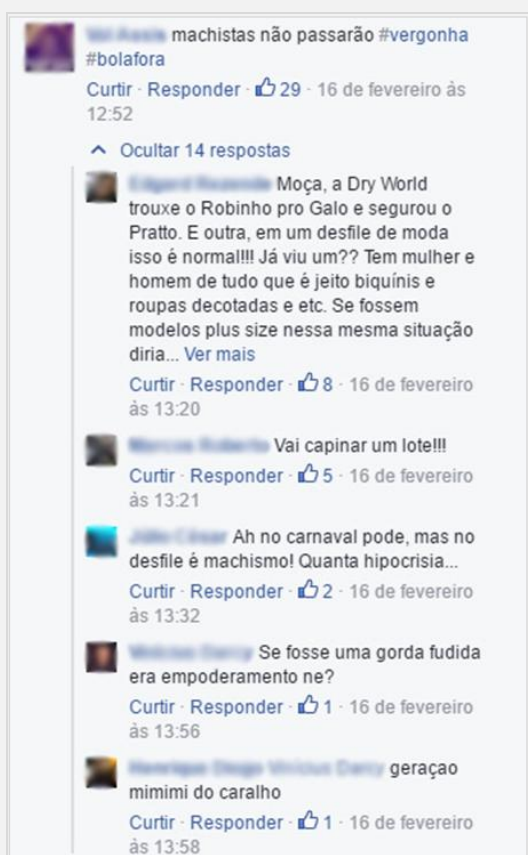 machistas não passarão #vergonha
#bolafora
Curtir · Responder · 29 · 16 de fevereiro às
12:52
Ocultar 14 respostas
Moça, a Dry World
trouxe o Robinho pro Galo e segurou o
Pratto. E outra, em um desfile de moda
isso é normal!!! Já viu um?? Tem mulher e
homem de tudo que é jeito biquínis e
roupas decotadas e etc. Se fossem
modelos plus size nessa mesma situação
diria... Ver mais
Curtir · Responder · 8 · 16 de fevereiro
às 13:20
Vai capinar um lote!!!
Curtir · Responder · 5 · 16 de fevereiro
às 13:21
Ah no carnaval pode, mas no
desfile é machismo! Quanta hipocrisia...
Curtir · Responder · 2 · 16 de fevereiro
às 13:32
Se fosse uma gorda fudida
era empoderamento ne?
Curtir · Responder · 1 · 16 de fevereiro
às 13:56
geraçao
mimimi do caralho
Curtir · Responder · 1 · 16 de fevereiro
às 13:58